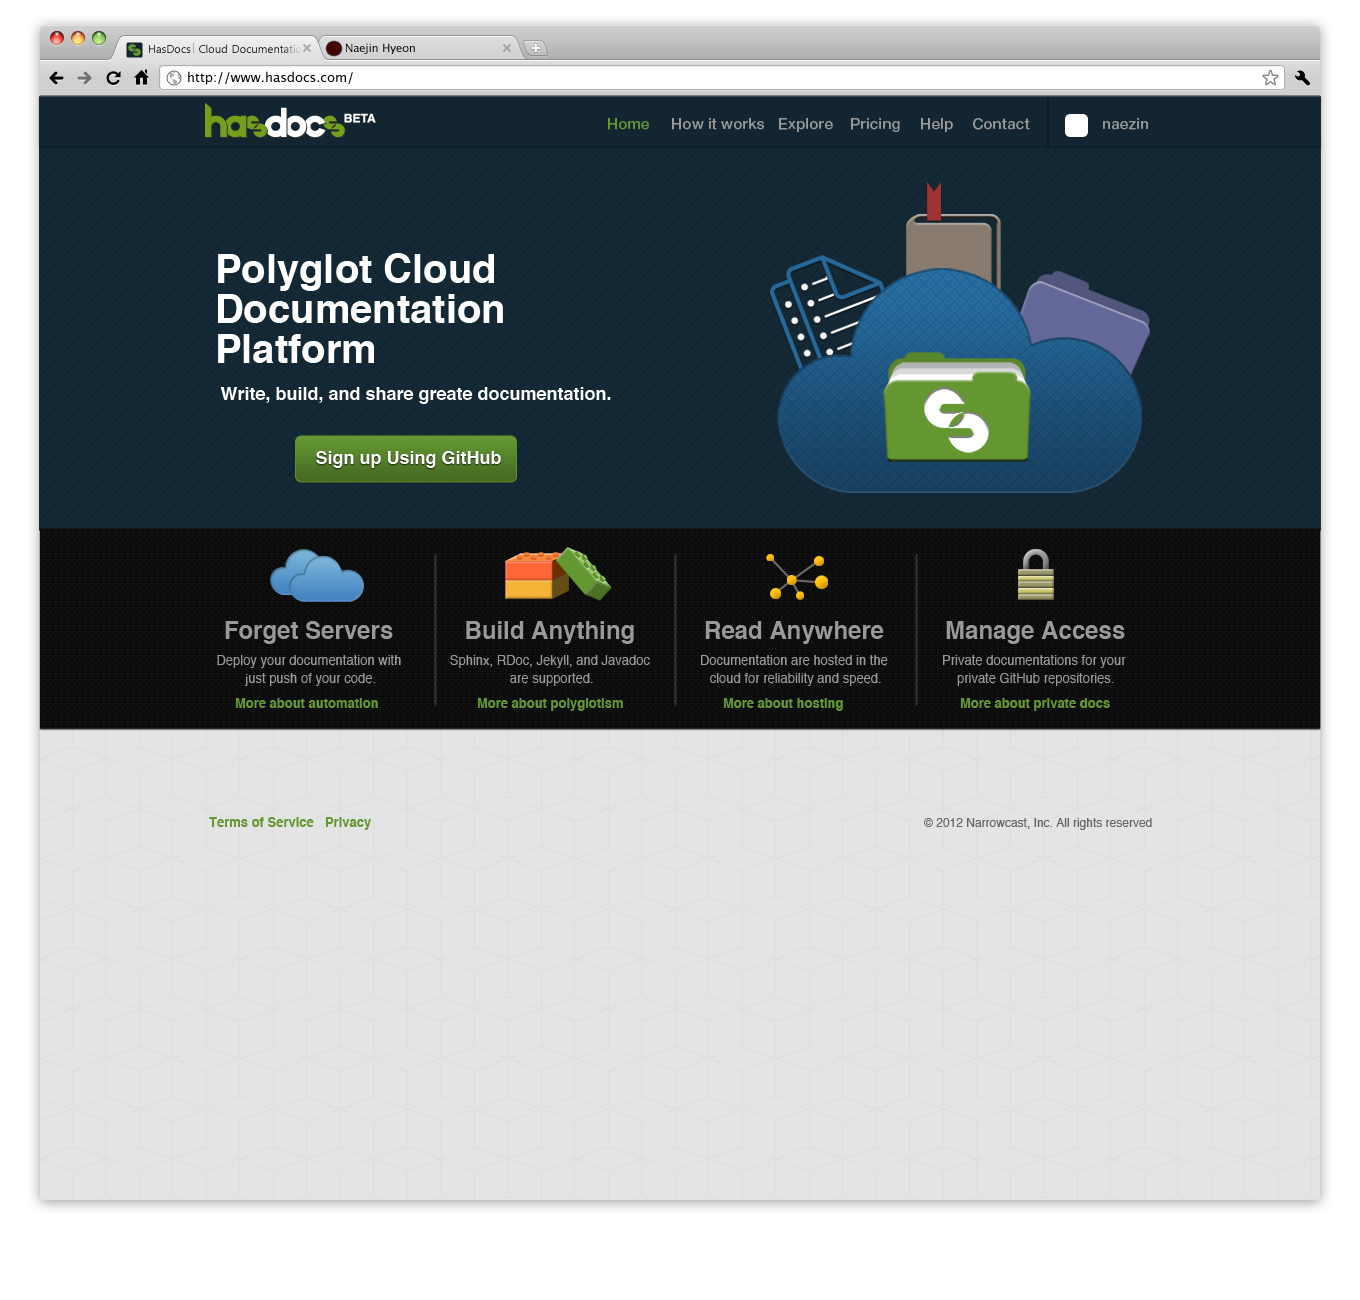 HasDocs | Cloud Documentatic
Naejin Hyeon
http://www.hasdocs.com/
hasdocs BETA
Home How it works Explore Pricing Help Contact naezin
Polyglot Cloud
Documentation
Platform
Write, build, and share greate documentation.
Sign up Using GitHub
Forget Servers
Deploy your documentation with
just push of your code.
More about automation
Build Anything
Sphinx, RDoc, Jekyll, and Javadoc
are supported.
More about polyglotism
Read Anywhere
Documentation are hosted in the
cloud for reliability and speed.
More about hosting
Manage Access
Private documentations for your
private GitHub repositories.
More about private docs
Terms of Service Privacy
© 2012 Narrowcast, Inc. All rights reserved